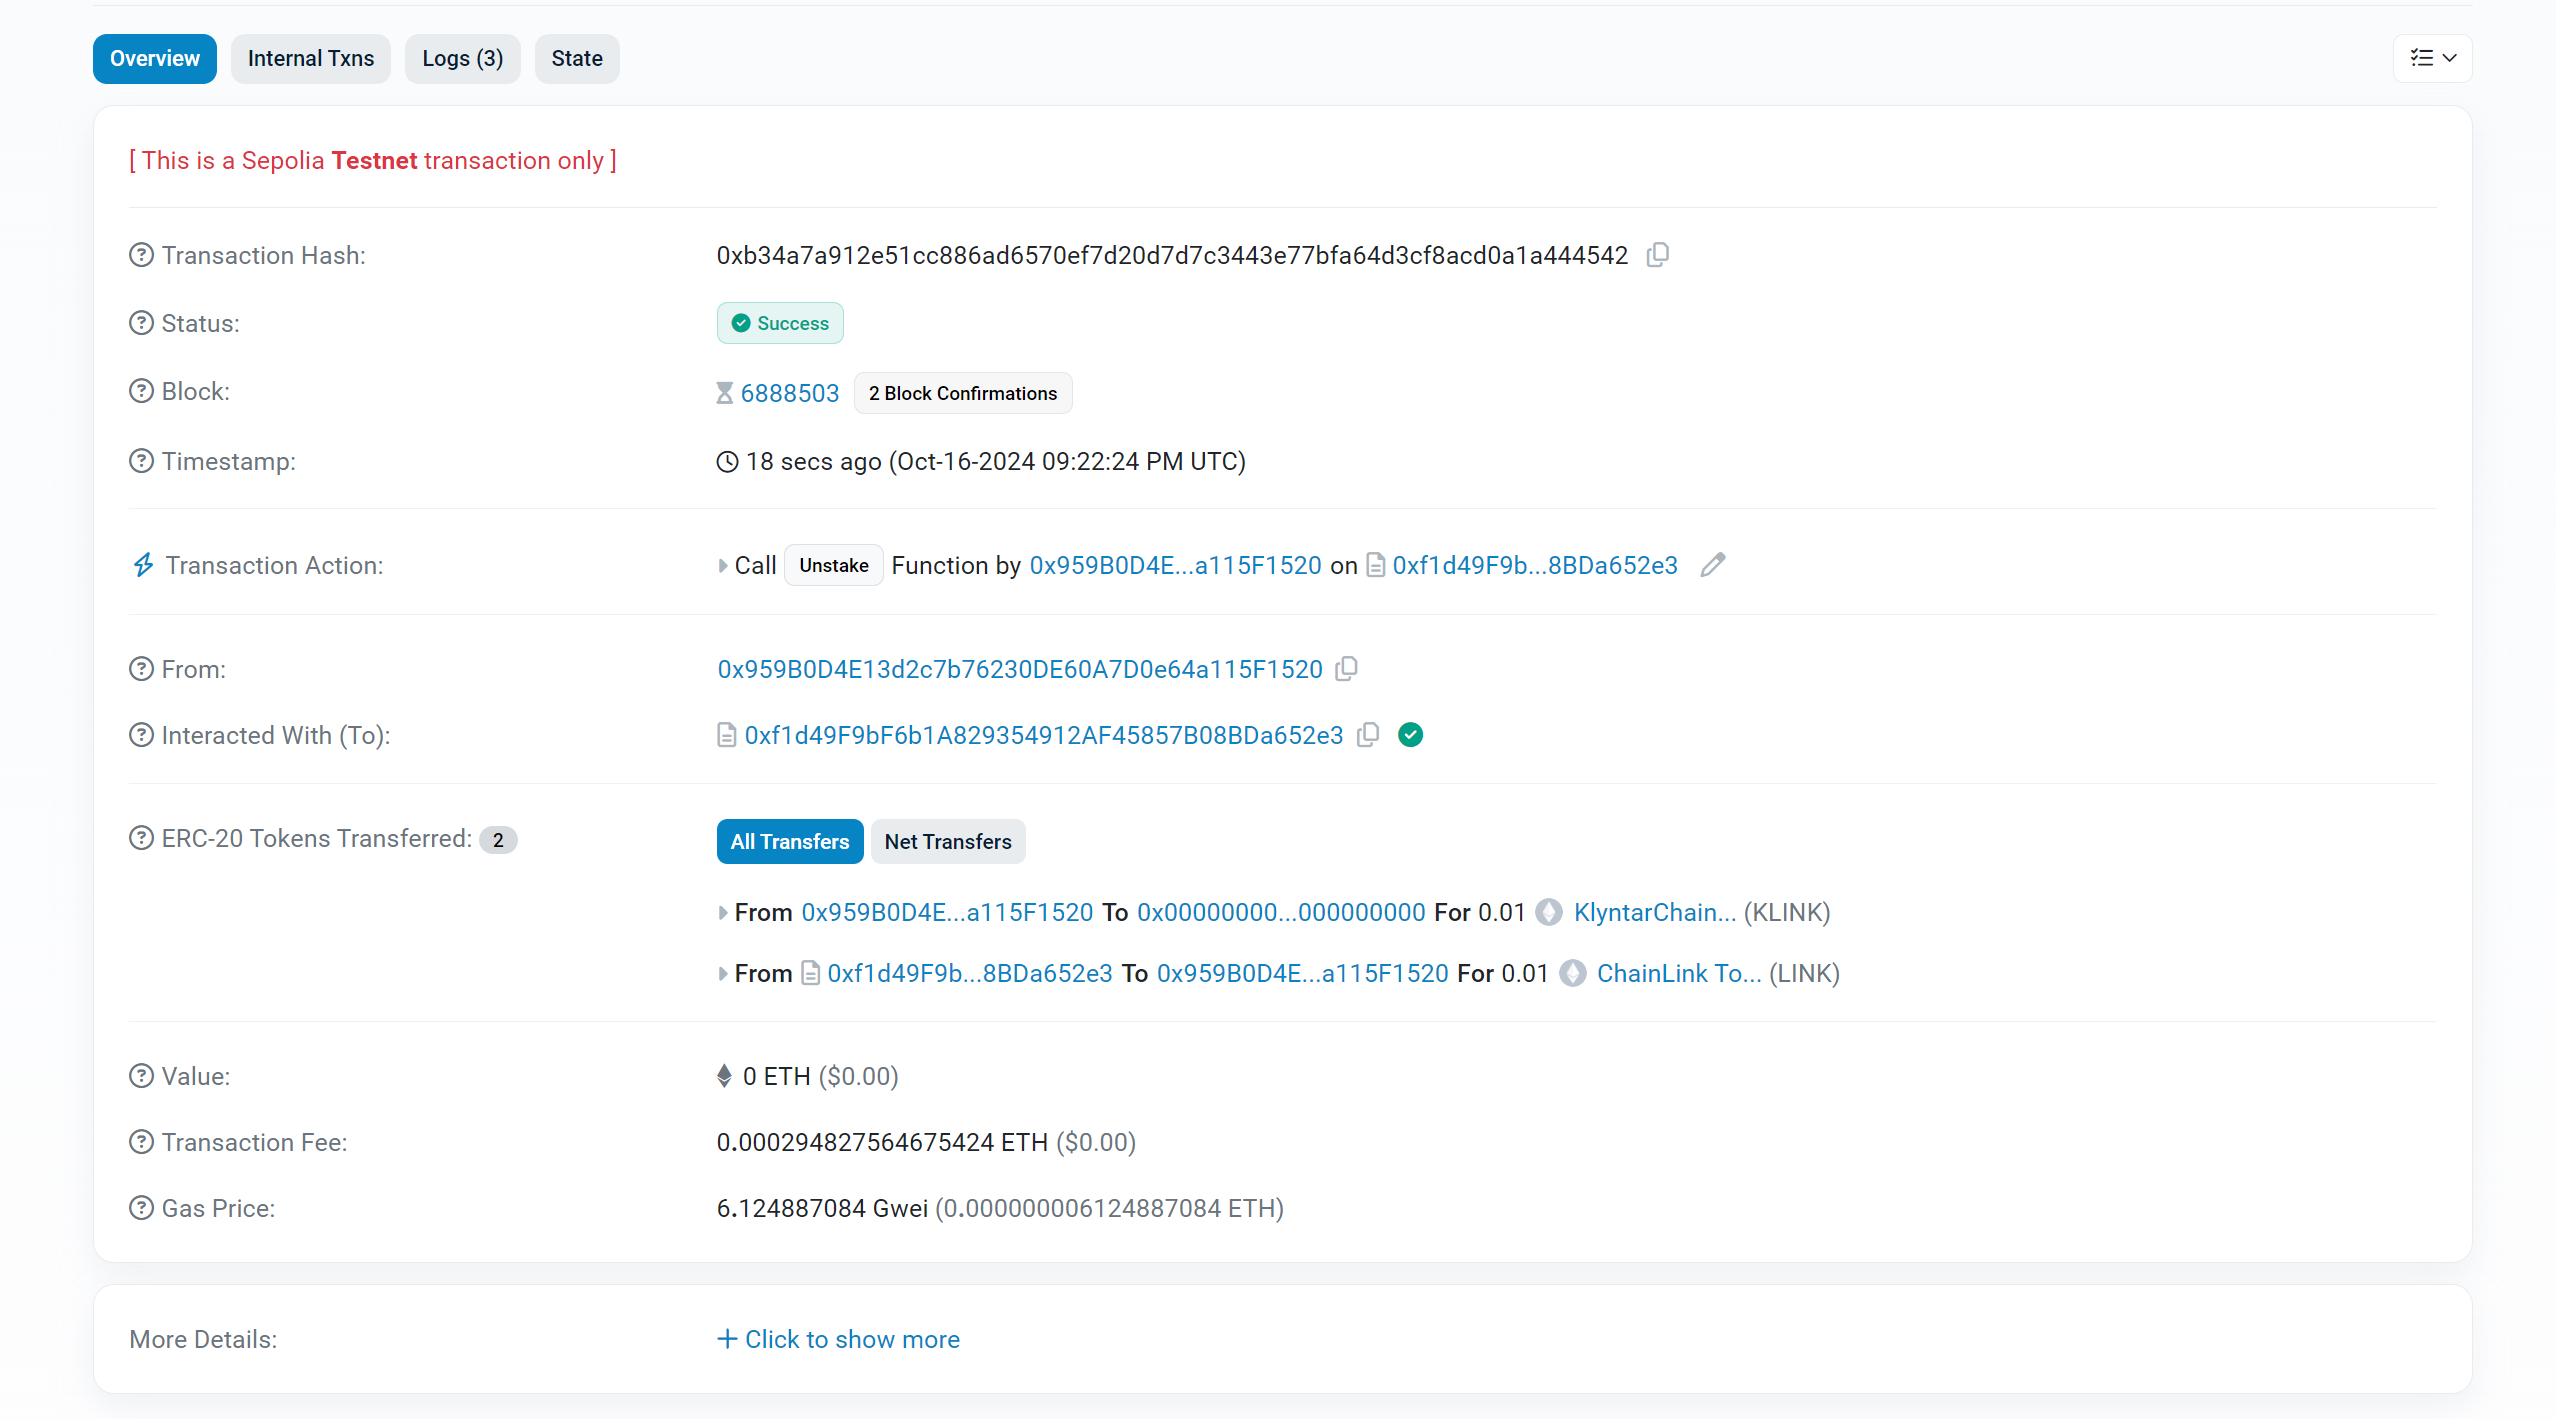 Overview Internal Txns Logs (3) State
[ This is a Sepolia Testnet transaction only ]
Transaction Hash: 0xb34a7a912e51cc886ad6570ef7d20d7d7c3443e77bfa64d3cf8acd0a1a444542
Status: Success
Block: 6888503 2 Block Confirmations
Timestamp: 18 secs ago (Oct-16-2024 09:22:24 PM UTC)
Transaction Action: Call Unstake Function by 0x959B0D4E...a115F1520 on 0xf1d49F9b...8BDa652e3
From: 0x959B0D4E13d2c7b76230DE60A7D0e64a115F1520
Interacted With (To): 0xf1d49F9bF6b1A829354912AF45857B08BDa652e3
ERC-20 Tokens Transferred: 2 All Transfers Net Transfers
From 0x959B0D4E...a115F1520 To 0x00000000...000000000 For 0.01 KlyntarChain... (KLINK)
From 0xf1d49F9b...8BDa652e3 To 0x959B0D4E...a115F1520 For 0.01 ChainLink To... (LINK)
Value: 0 ETH ($0.00)
Transaction Fee: 0.000294827564675424 ETH ($0.00)
Gas Price: 6.124887084 Gwei (0.000000006124887084 ETH)
More Details: + Click to show more